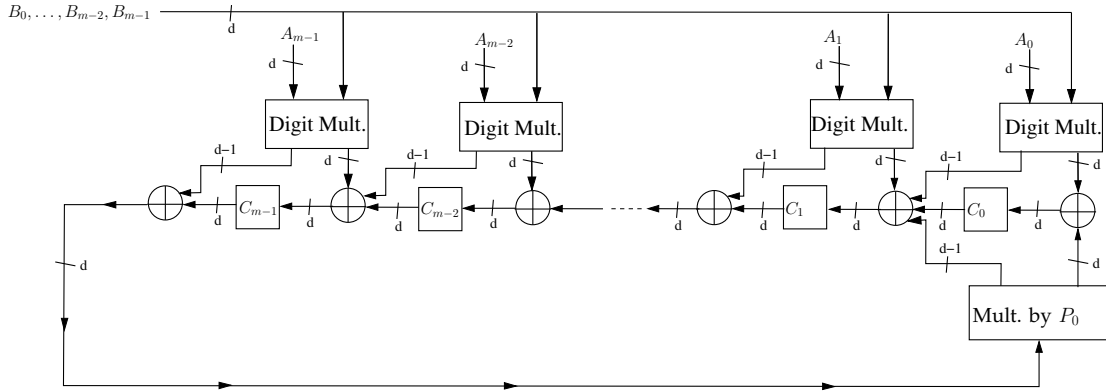 B_0, . . . , B_{m−2}, B_{m−1}
d
A_{m−1} A_{m−2} A_1 A_0
d d d d
Digit Mult. Digit Mult. Digit Mult. Digit Mult.
d−1 d d−1 d d−1 d d−1 d
C_{m−1} C_{m−2} C_1 C_0
d d d d d d d d
d d−1 d
Mult. by P_0